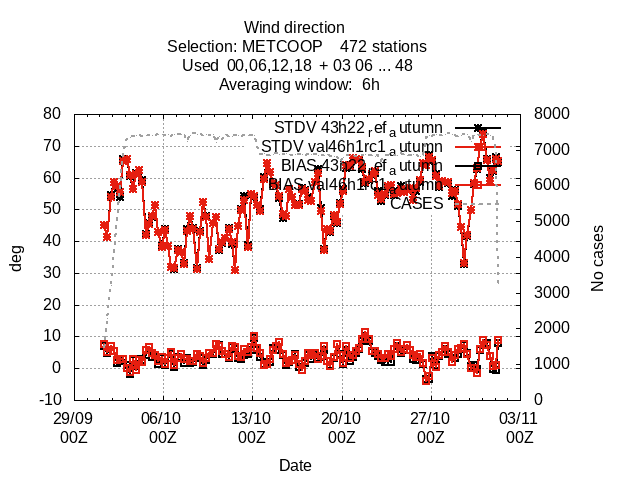 Wind direction
Selection: METCOOP 472 stations
Used 00,06,12,18 + 03 06 ... 48
Averaging window: 6h
80 8000
STDV 43h22_ref_autumn
70 7000
STDV val46h1rc1_autumn
BIAS 43h22_ref_autumn
60 6000
BIAS val46h1rc1_autumn
CASES
50 5000
40 4000
deg
No cases
30 3000
20 2000
10
0 1000
-10 0
29/09 06/10 13/10 20/10 27/10 03/11
00Z 00Z 00Z 00Z 00Z 00Z
Date